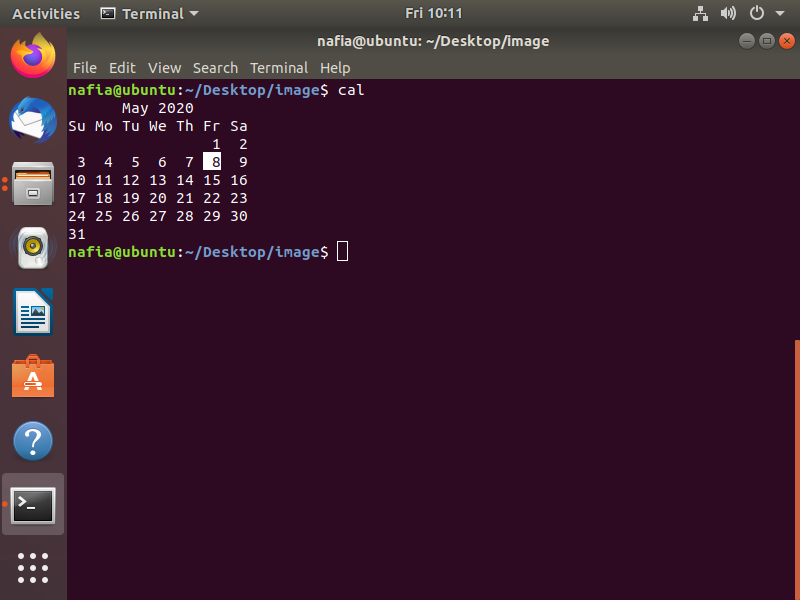 Activities Terminal Fri 10:11
nafia@ubuntu: ~/Desktop/image
File Edit View Search Terminal Help
nafia@ubuntu:~/Desktop/image$ cal
      May 2020
Su Mo Tu We Th Fr Sa
                1  2
 3  4  5  6  7  8  9
10 11 12 13 14 15 16
17 18 19 20 21 22 23
24 25 26 27 28 29 30
31
nafia@ubuntu:~/Desktop/image$